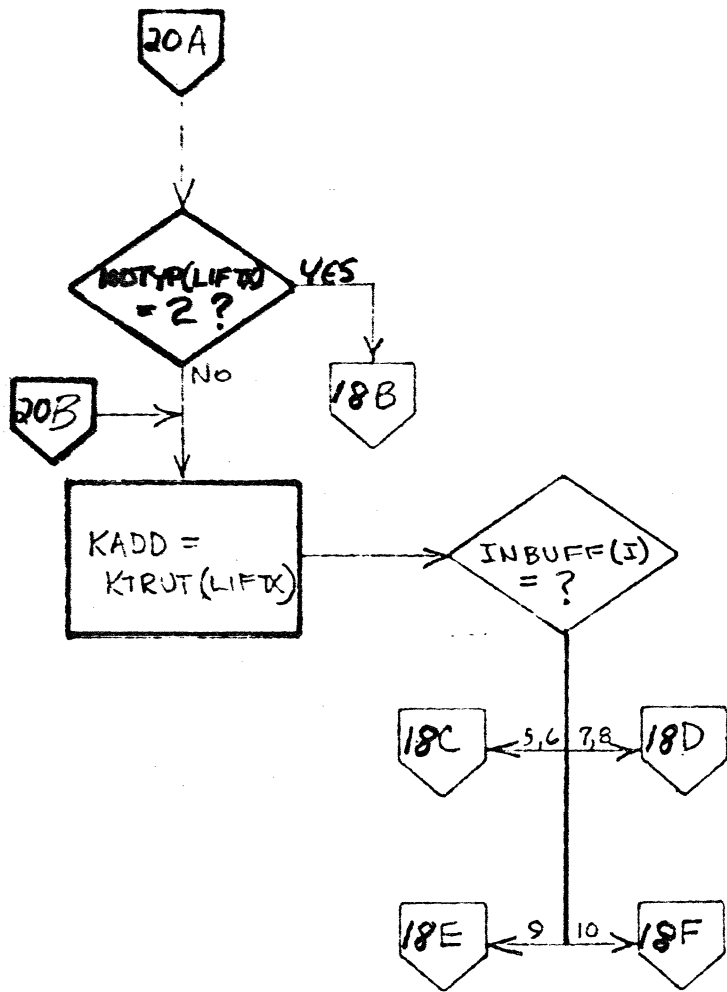 20A
(LIFTX)
= 2 ?
YES
NO
20B
18B
KADD =
KTRUT(LIFTX)
INBUFF(I)
= ?
18C
5,6
7,8
18D
18E
9
10
18F